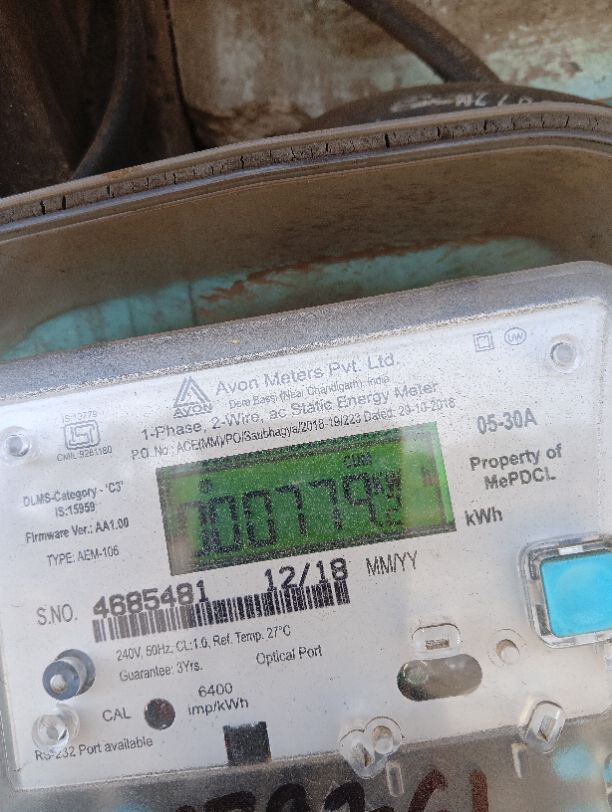 Avon Meters Pvt. Ltd.
Dera Bassi (Near Chandigarh), India
AVON
1-Phase, 2-Wire, ac Static Energy Meter
P.O. No.: ACE(MM)/PO/Saubhagya/2018-19/223 Dated: 29-10-2018
UW
IS:13779
CM/L 9261180
05-30A
Property of
MePDCL
DLMS-Category - 'C3'
IS:15959
Firmware Ver.: AA1.00
TYPE: AEM-106
CUM
kWh
S.NO. 4685481 12/18 MM/YY
240V, 50Hz, CL:1.0, Ref. Temp. 27°C
Guarantee: 3Yrs. Optical Port
CAL 6400
imp/kWh
RS-232 Port available